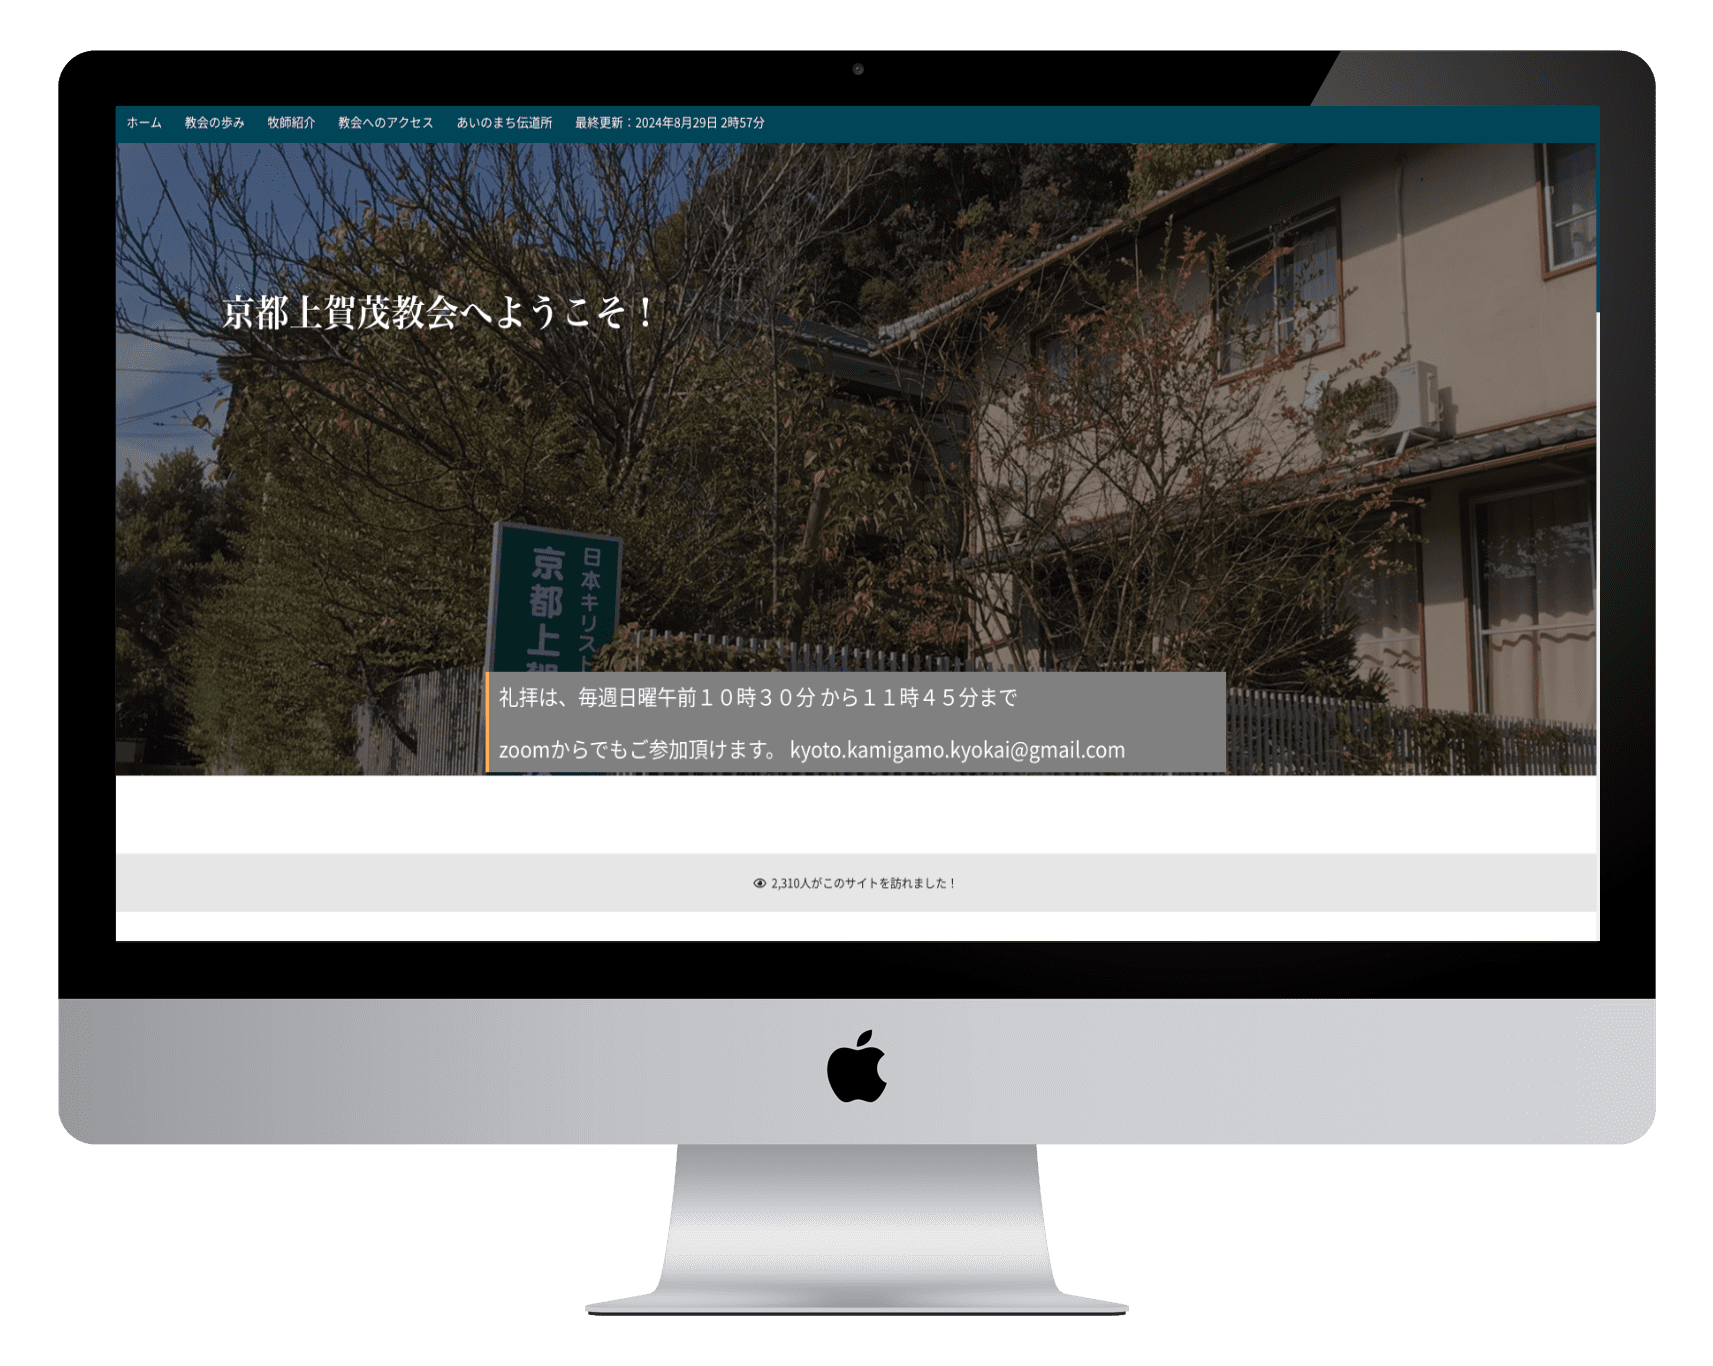 ホーム 教会の歩み 牧師紹介 教会へのアクセス あいのまち伝道所 最終更新：2024年8月29日 2時57分
京都上賀茂教会へようこそ！
日本キリスト
京都上賀
礼拝は、毎週日曜午前１０時３０分 から１１時４５分まで
zoomからでもご参加頂けます。 kyoto.kamigamo.kyokai@gmail.com
2,310人がこのサイトを訪れました！